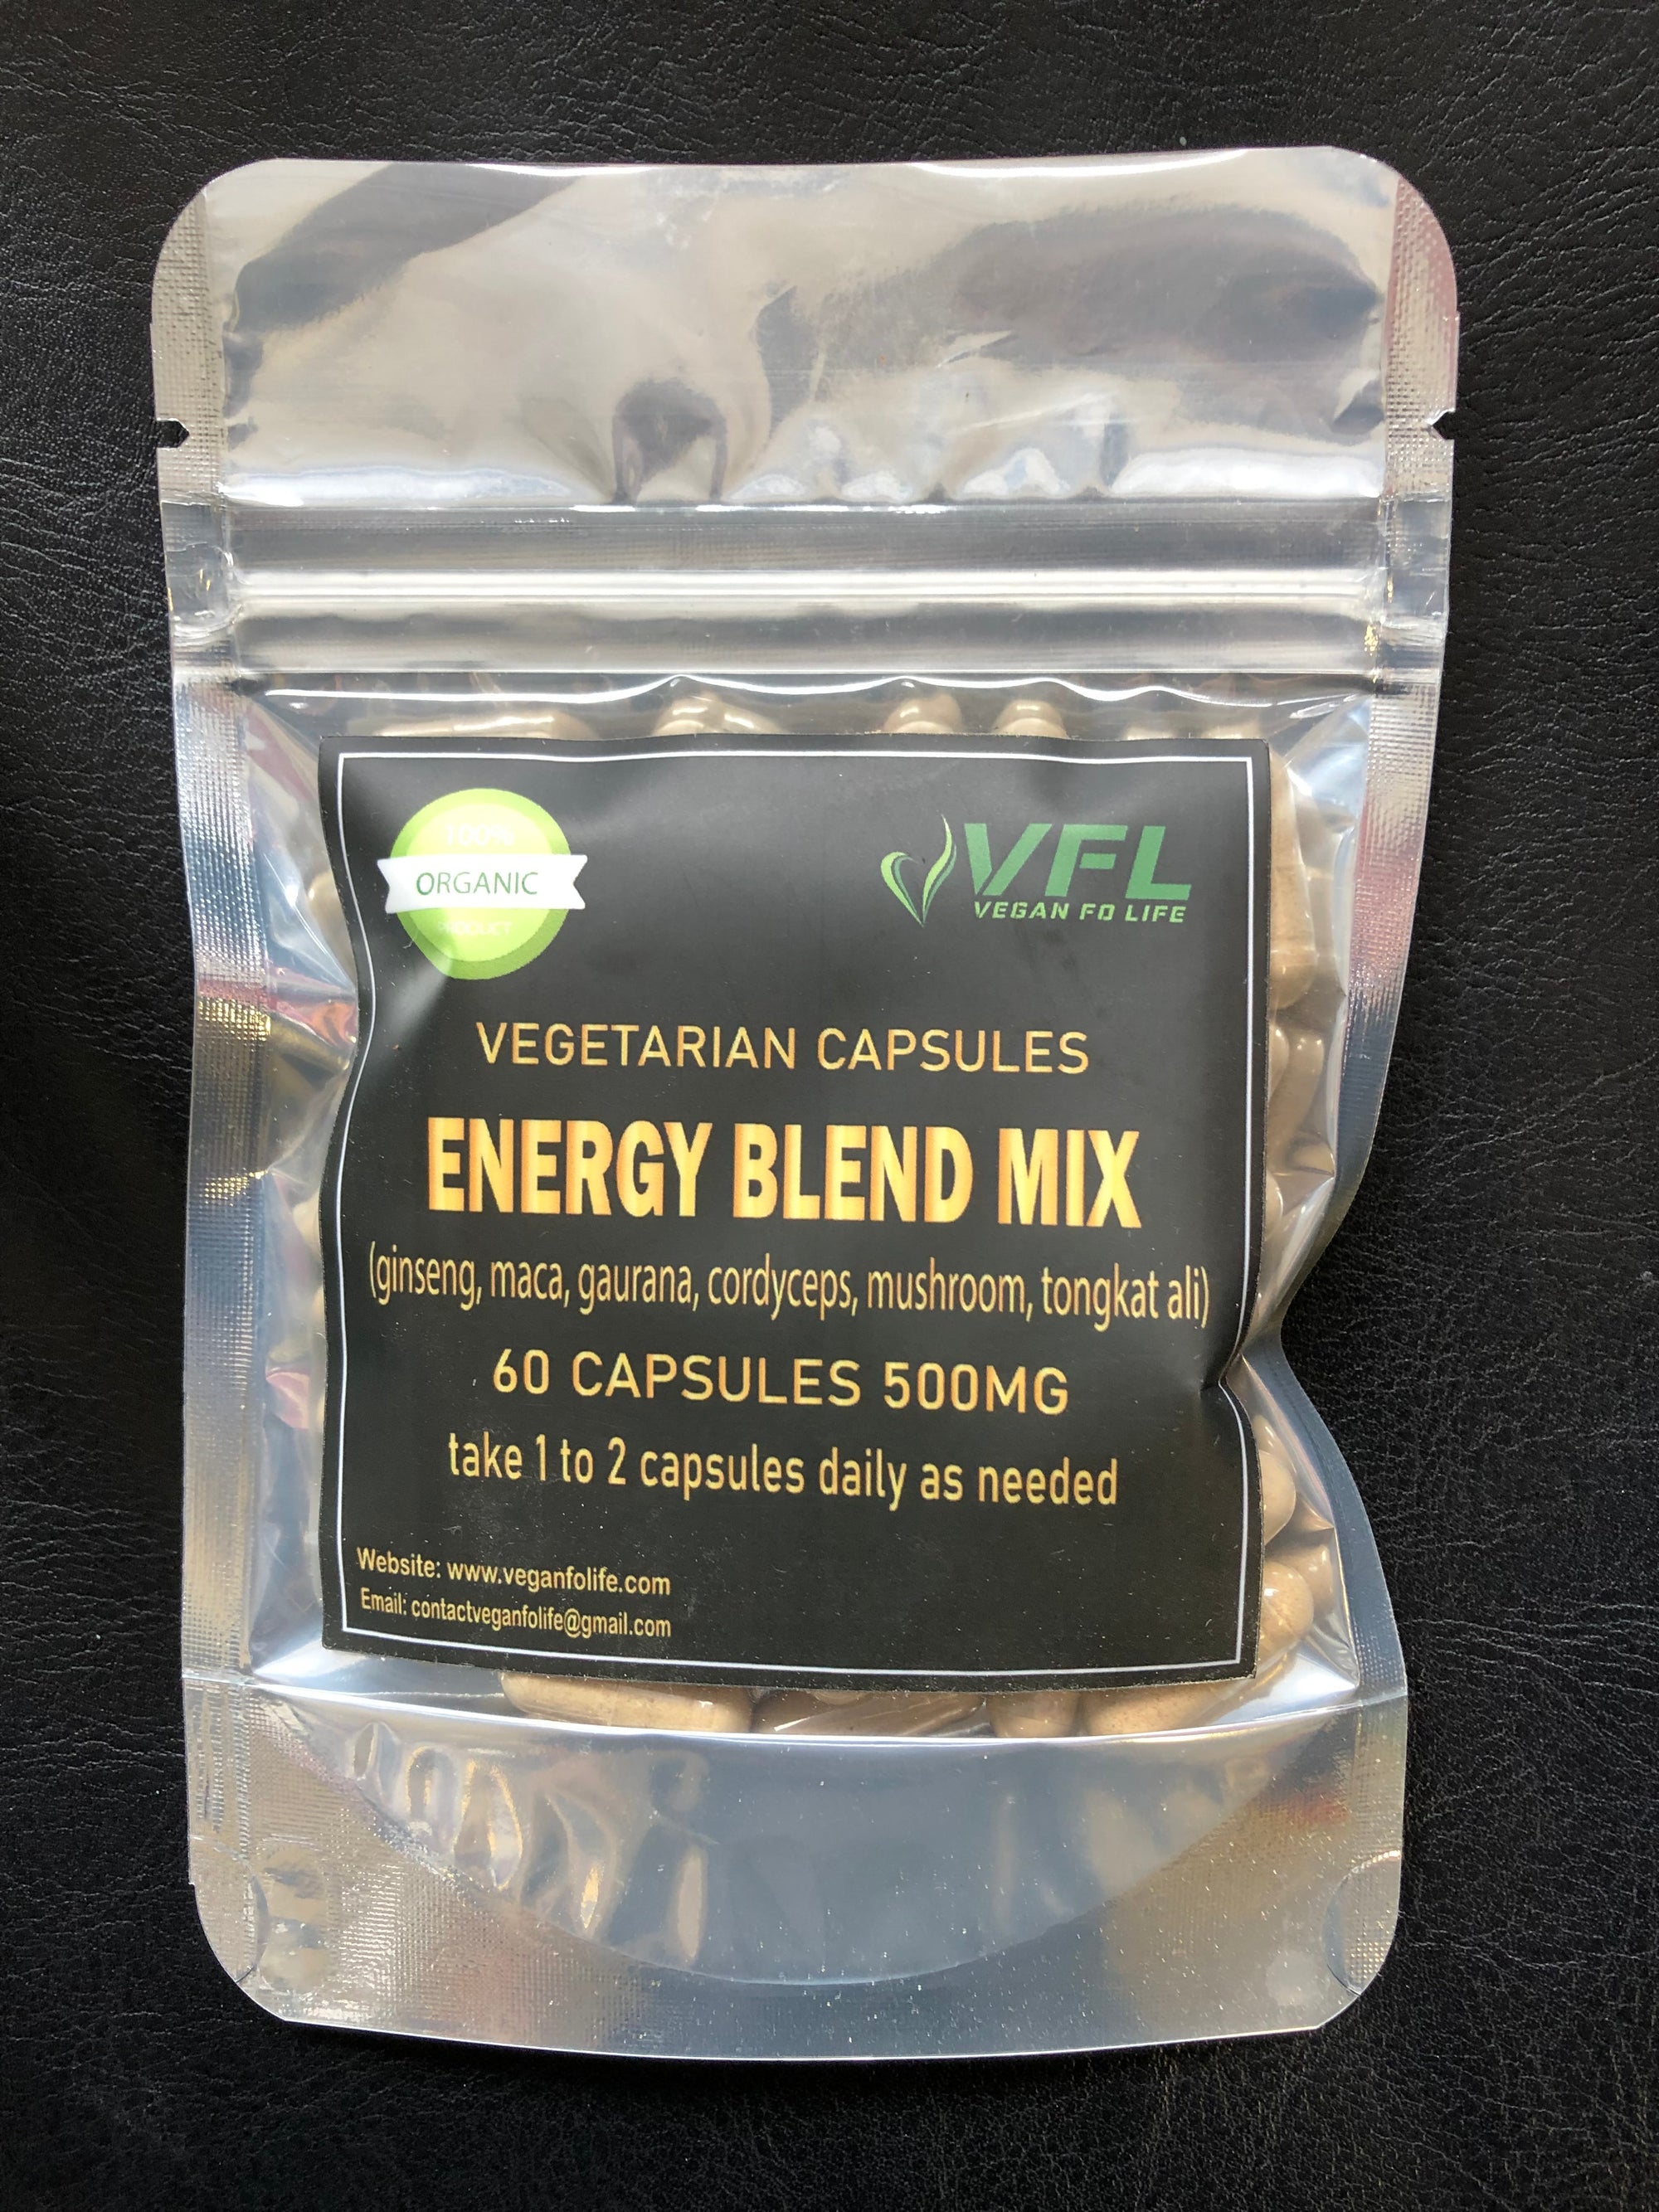 100%
ORGANIC
PRODUCT
VFL
VEGAN FO LIFE
VEGETARIAN CAPSULES
ENERGY BLEND MIX
(ginseng, maca, gaurana, cordyceps, mushroom, tongkat ali)
60 CAPSULES 500MG
take 1 to 2 capsules daily as needed
Website: www.veganfolife.com
Email: contactveganfolife@gmail.com